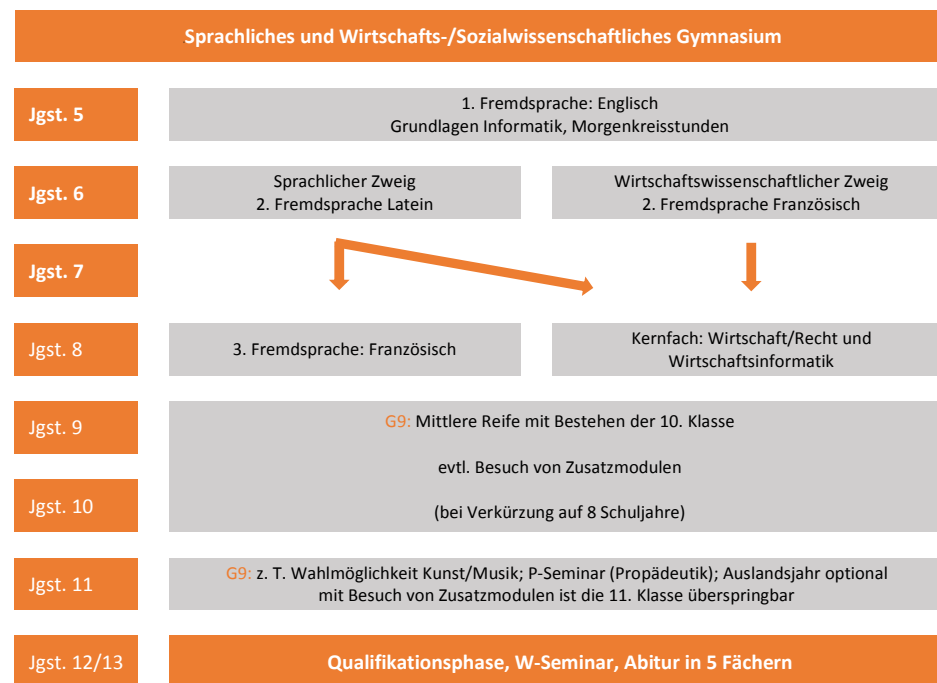 Sprachliches und Wirtschafts-/Sozialwissenschaftliches Gymnasium
Jgst. 5
1. Fremdsprache: Englisch
Grundlagen Informatik, Morgenkreisstunden
Jgst. 6
Sprachlicher Zweig
2. Fremdsprache Latein
Wirtschaftswissenschaftlicher Zweig
2. Fremdsprache Französisch
Jgst. 7
Jgst. 8
3. Fremdsprache: Französisch
Kernfach: Wirtschaft/Recht und
Wirtschaftsinformatik
Jgst. 9
G9: Mittlere Reife mit Bestehen der 10. Klasse
evtl. Besuch von Zusatzmodulen
Jgst. 10
(bei Verkürzung auf 8 Schuljahre)
Jgst. 11
G9: z. T. Wahlmöglichkeit Kunst/Musik; P-Seminar (Propädeutik); Auslandsjahr optional
mit Besuch von Zusatzmodulen ist die 11. Klasse überspringbar
Jgst. 12/13
Qualifikationsphase, W-Seminar, Abitur in 5 Fächern